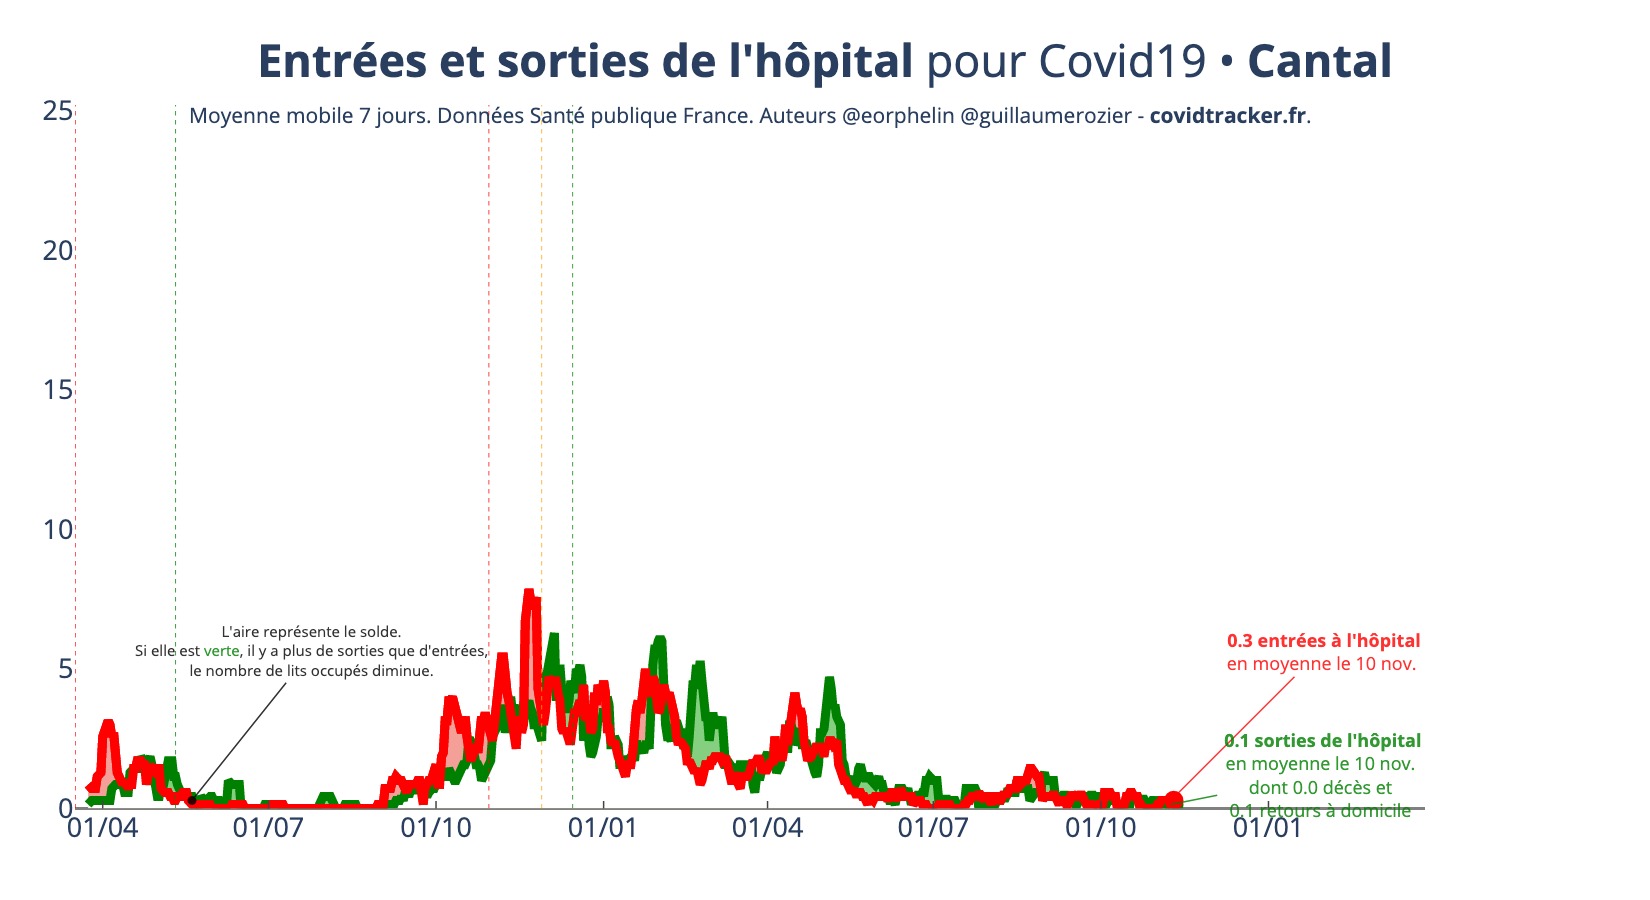 Entrées et sorties de l'hôpital pour Covid19 • Cantal
Moyenne mobile 7 jours. Données Santé publique France. Auteurs @eorphelin @guillaumerozier - covidtracker.fr.
25
20
15
10
5
0
L'aire représente le solde.
Si elle est verte, il y a plus de sorties que d'entrées,
le nombre de lits occupés diminue.
0.3 entrées à l'hôpital
en moyenne le 10 nov.
0.1 sorties de l'hôpital
en moyenne le 10 nov.
dont 0.0 décès et
0.1 retours à domicile
01/04 01/07 01/10 01/01 01/04 01/07 01/10 01/01